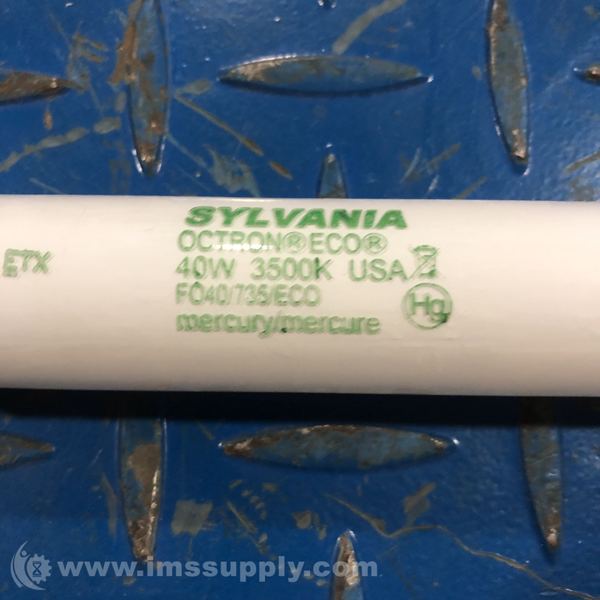 SYLVANIA
OCTRON®ECO®
ETX
40W 3500K USA
FO40/735/ECO
Hg
mercury/mercure
www.imssupply.com